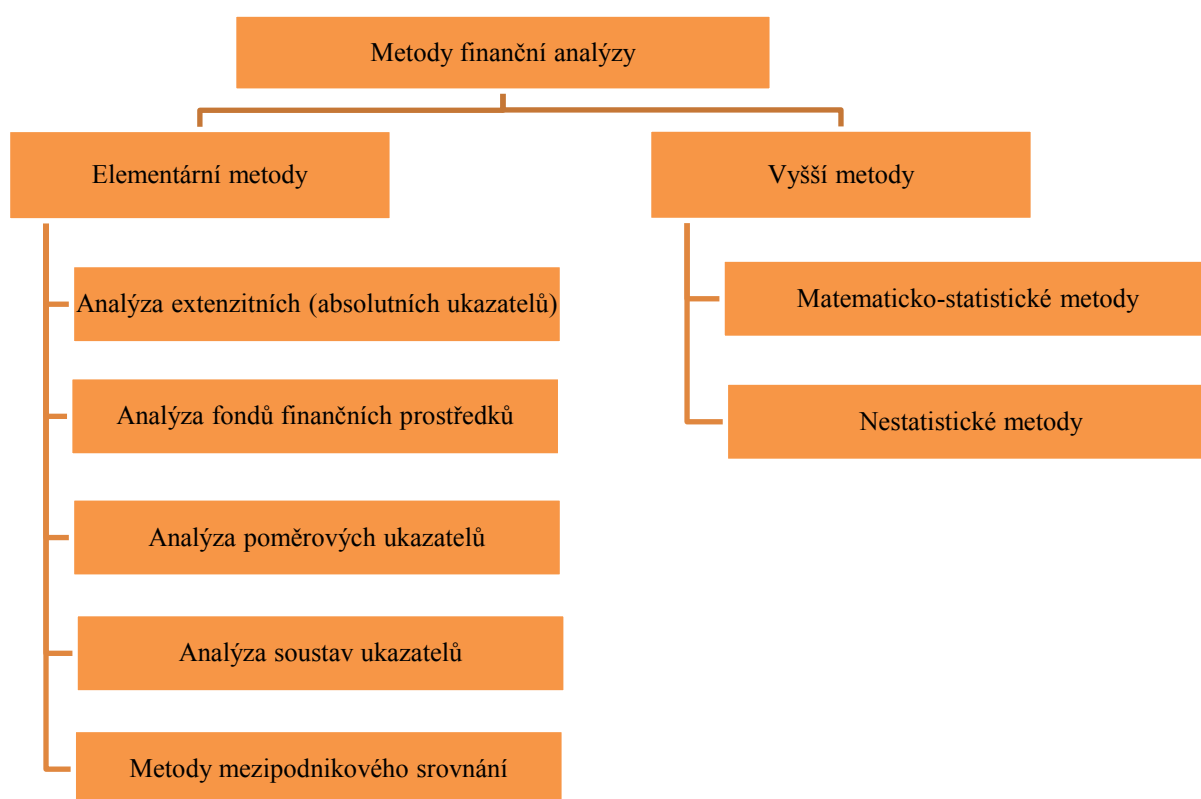 Metody finanční analýzy
Elementární metody
Analýza extenzitních (absolutních ukazatelů)
Analýza fondů finančních prostředků
Analýza poměrových ukazatelů
Analýza soustav ukazatelů
Metody mezipodnikového srovnání
Vyšší metody
Matematicko-statistické metody
Nestatistické metody